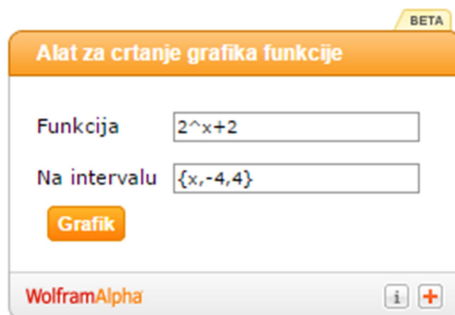 BETA
Alat za crtanje grafika funkcije
Funkcija 2^x+2
Na intervalu {x,-4,4}
Grafik
WolframAlpha i +